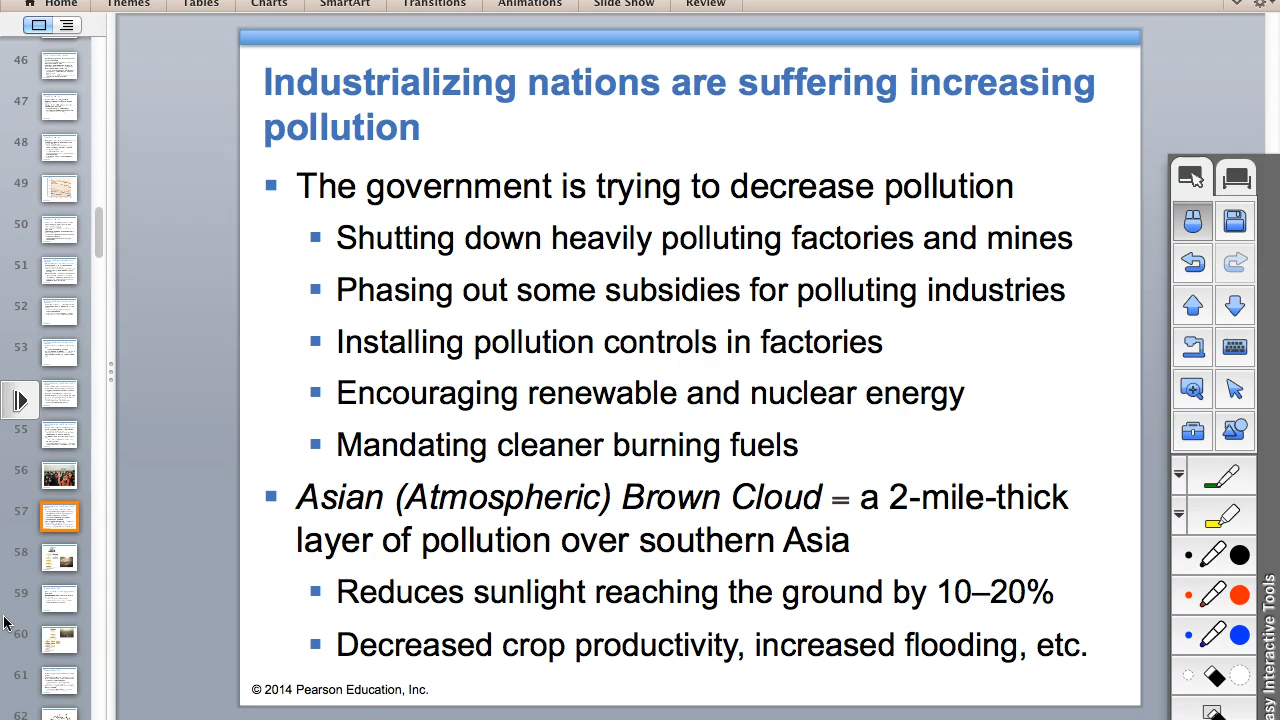 Home Themes Tables Charts SmartArt Transitions Animations Slide Show Review
46
47
48
49
50
51
52
53
55
56
57
58
59
60
61
62
Industrializing nations are suffering increasing
pollution
The government is trying to decrease pollution
Shutting down heavily polluting factories and mines
Phasing out some subsidies for polluting industries
Installing pollution controls in factories
Encouraging renewable and nuclear energy
Mandating cleaner burning fuels
Asian (Atmospheric) Brown Cloud = a 2-mile-thick
layer of pollution over southern Asia
Reduces sunlight reaching the ground by 10–20%
Decreased crop productivity, increased flooding, etc.
© 2014 Pearson Education, Inc.
Interactive Tools